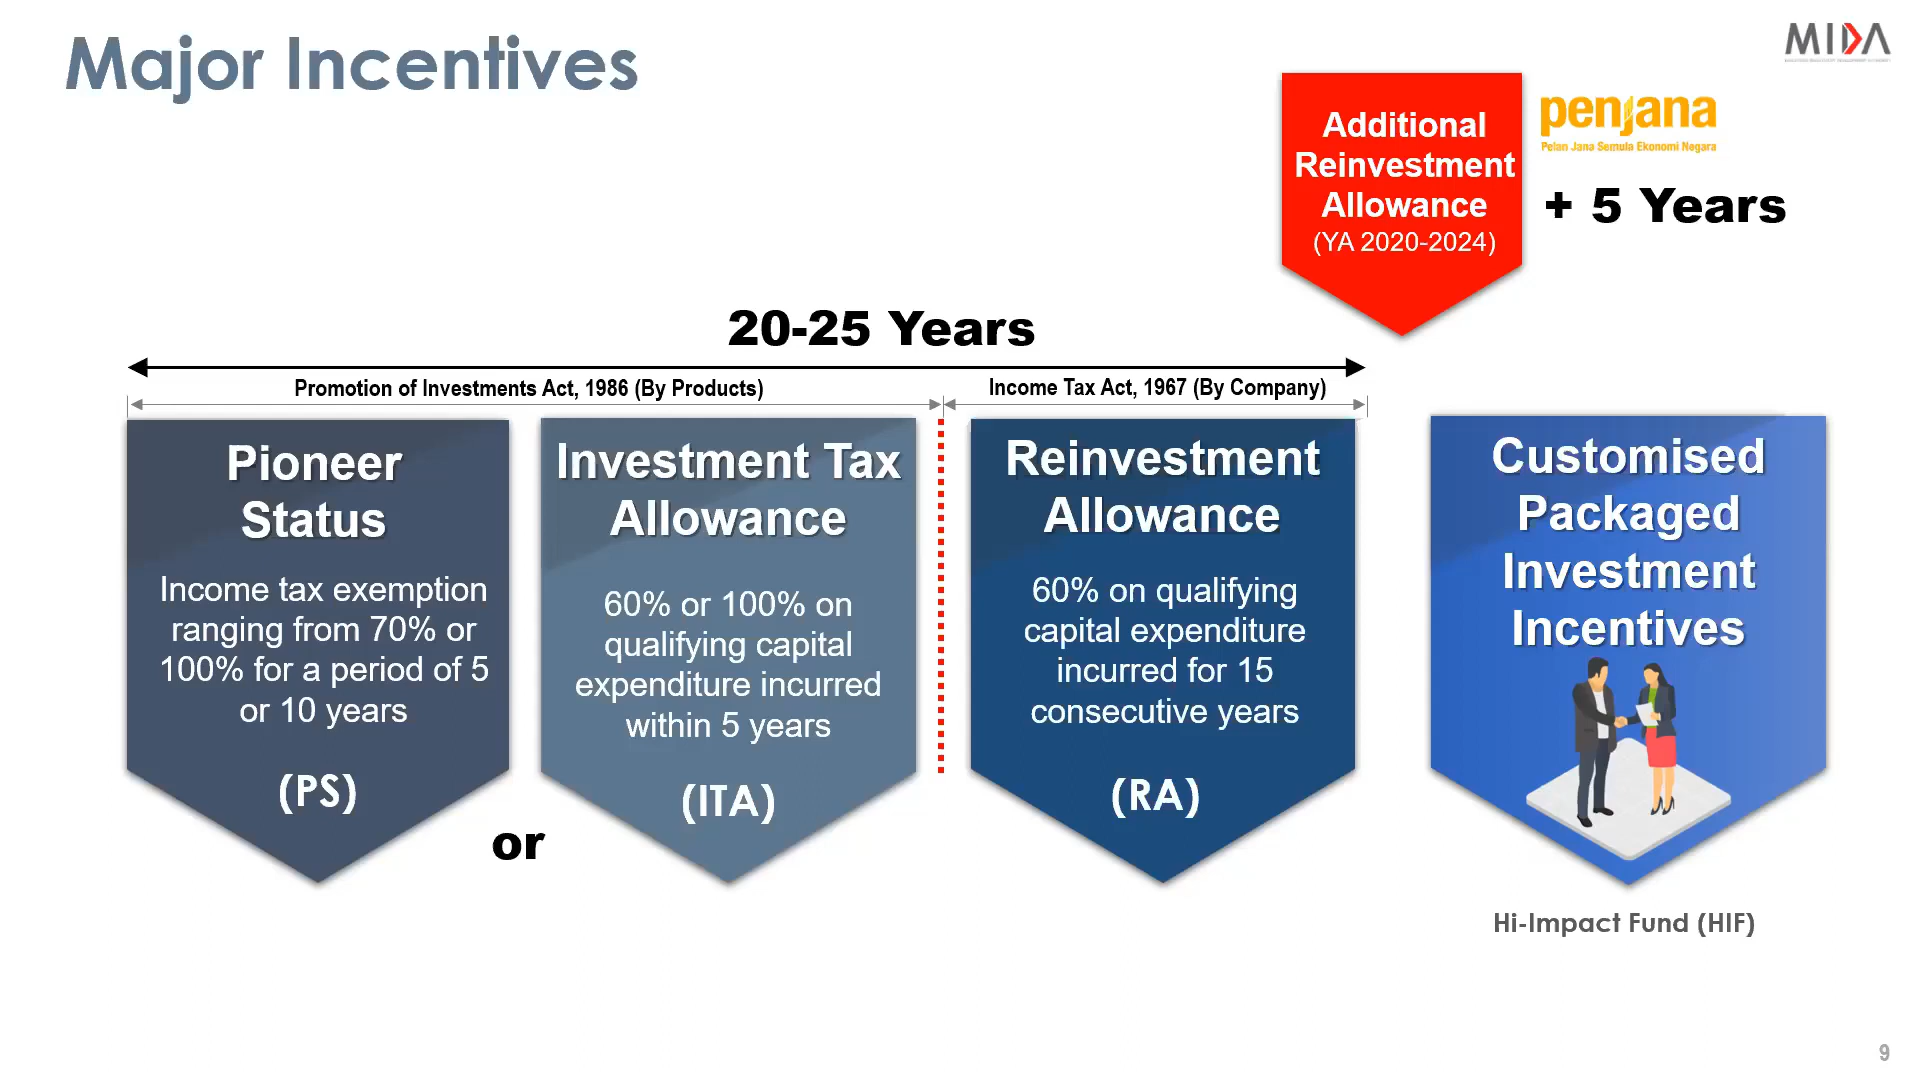 Major Incentives
MIDA
Additional
Reinvestment
Allowance
(YA 2020-2024)
penjana
Pelan Jana Semula Ekonomi Negara
+ 5 Years
20-25 Years
Promotion of Investments Act, 1986 (By Products)
Income Tax Act, 1967 (By Company)
Pioneer
Status
Income tax exemption
ranging from 70% or
100% for a period of 5
or 10 years
(PS)
or
Investment Tax
Allowance
60% or 100% on
qualifying capital
expenditure incurred
within 5 years
(ITA)
Reinvestment
Allowance
60% on qualifying
capital expenditure
incurred for 15
consecutive years
(RA)
Customised
Packaged
Investment
Incentives
Hi-Impact Fund (HIF)
9